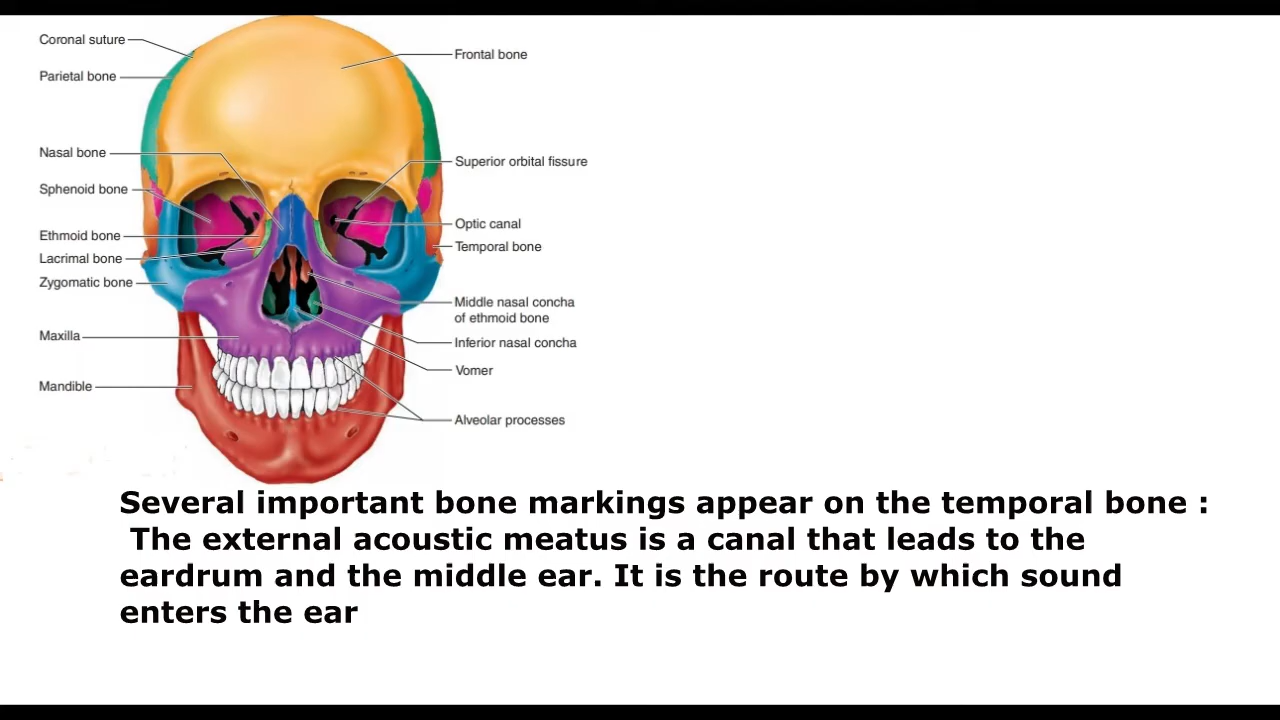 Coronal suture
Parietal bone
Nasal bone
Sphenoid bone
Ethmoid bone
Lacrimal bone
Zygomatic bone
Maxilla
Mandible
Frontal bone
Superior orbital fissure
Optic canal
Temporal bone
Middle nasal concha
of ethmoid bone
Inferior nasal concha
Vomer
Alveolar processes
Several important bone markings appear on the temporal bone :
The external acoustic meatus is a canal that leads to the
eardrum and the middle ear. It is the route by which sound
enters the ear